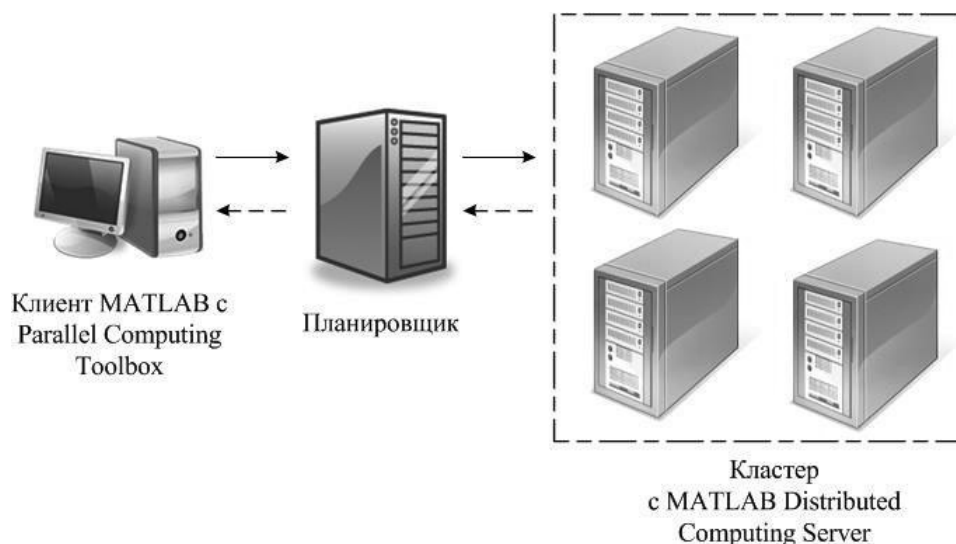 Клиент MATLAB с
Parallel Computing
Toolbox
Планировщик
Кластер
с MATLAB Distributed
Computing Server